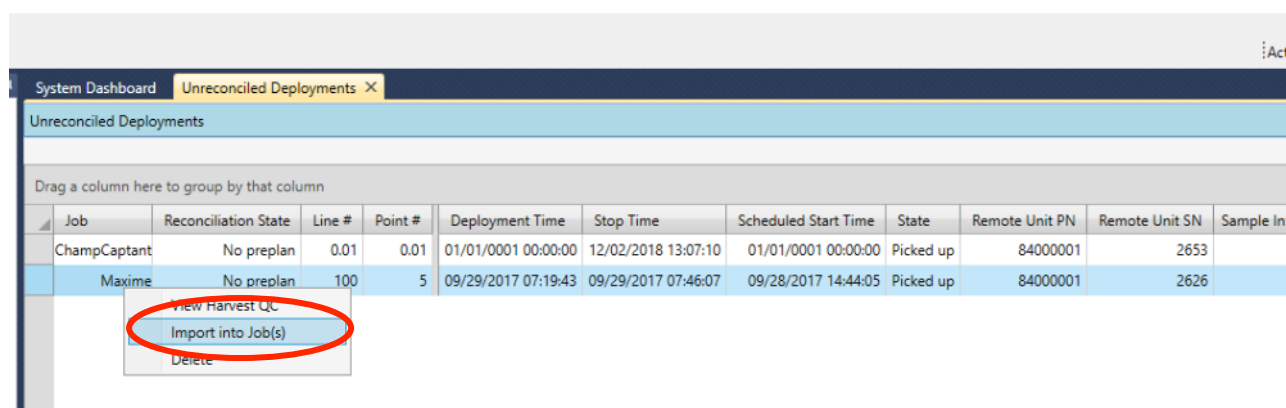 Act
System Dashboard Unreconciled Deployments
Unreconciled Deployments
Drag a column here to group by that column
Job Reconciliation State Line # Point # Deployment Time Stop Time Scheduled Start Time State Remote Unit PN Remote Unit SN Sample In
ChampCaptant No preplan 0.01 0.01 01/01/0001 00:00:00 12/02/2018 13:07:10 01/01/0001 00:00:00 Picked up 84000001 2653
Maxime No preplan 100 5 09/29/2017 07:19:43 09/29/2017 07:46:07 09/28/2017 14:44:05 Picked up 84000001 2626
View Harvest QC
Import into Job(s)
Delete